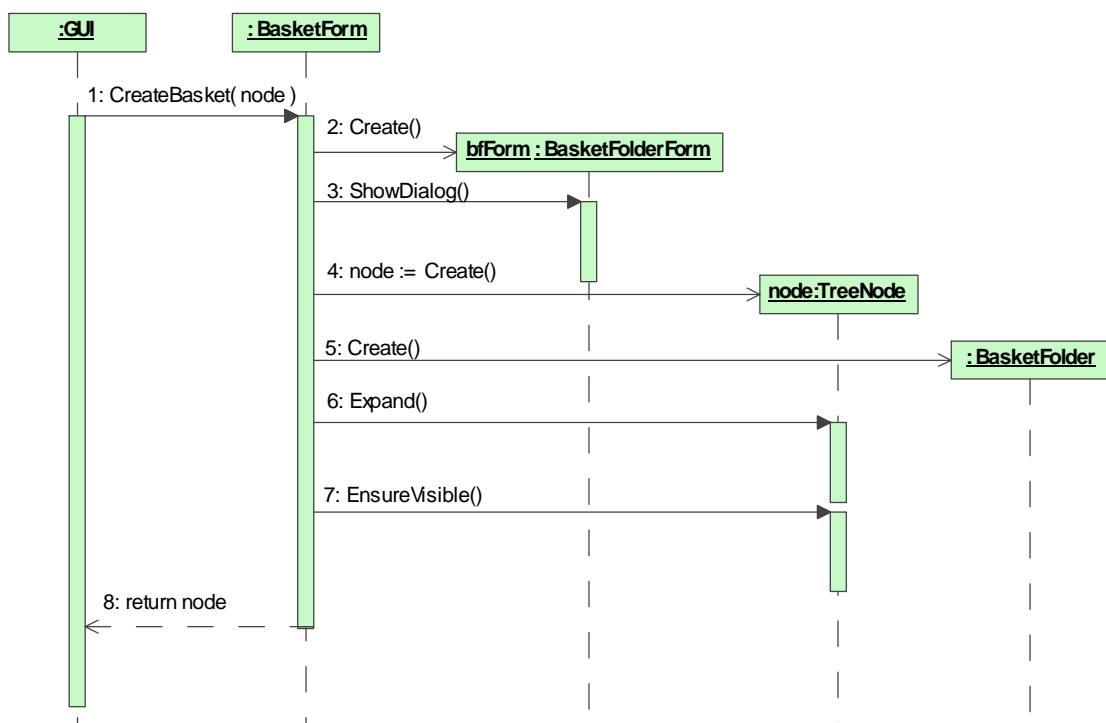 :GUI
: BasketForm
1: CreateBasket( node )
2: Create()
bfForm : BasketFolderForm
3: ShowDialog()
4: node := Create()
node:TreeNode
5: Create()
: BasketFolder
6: Expand()
7: EnsureVisible()
8: return node